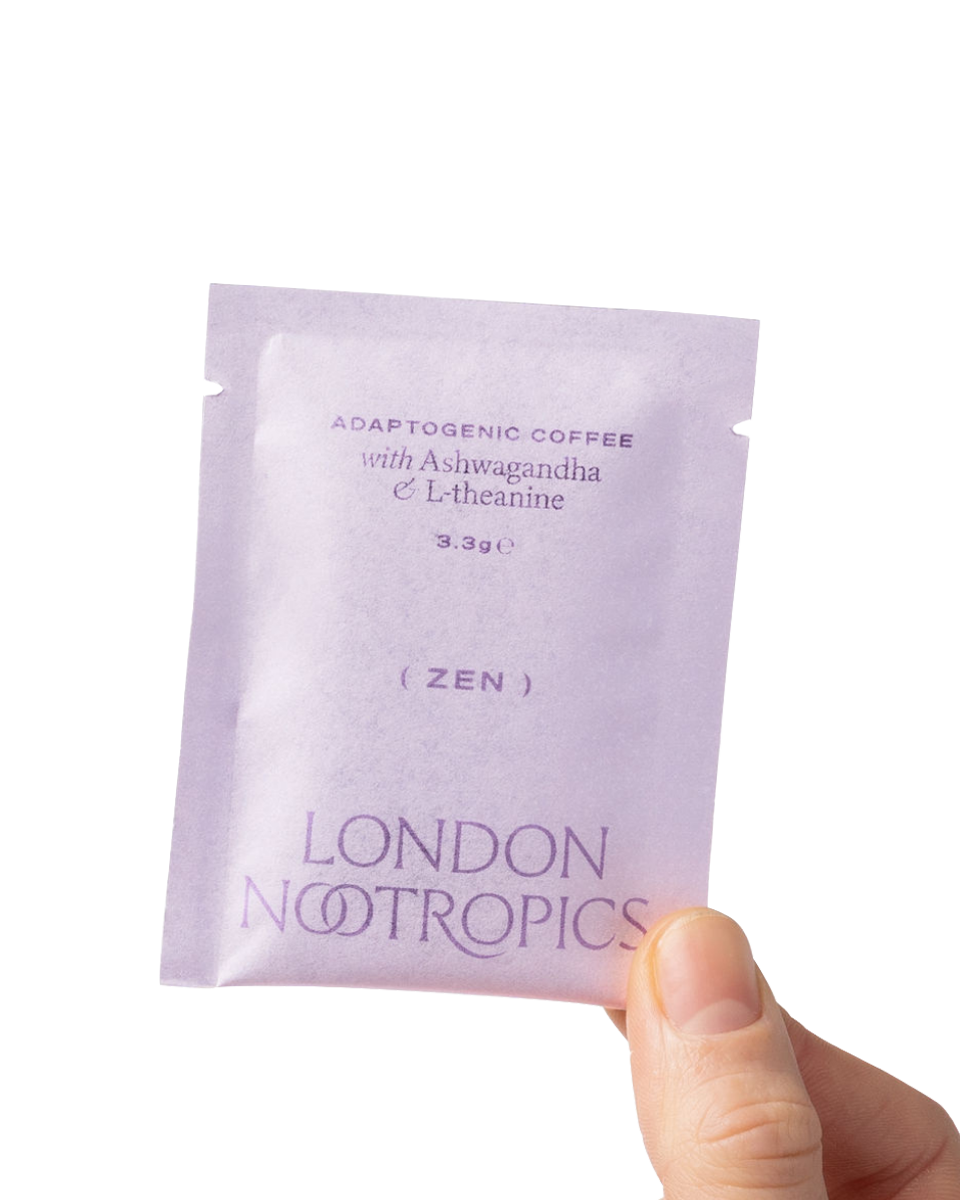 ADAPTOGENIC COFFEE
with Ashwagandha
& L-theanine
3.3g℮
( ZEN )
LONDON
NOOTROPICS